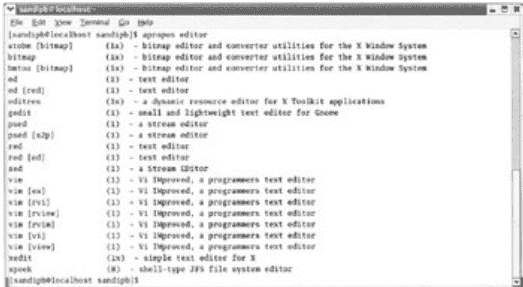 sandipb@localhost:~
File Edit View Terminal Go Help
[sandipb@localhost sandipb]$ apropos editor
atobm [bitmap] (1x) - bitmap editor and converter utilities for the X Window System
bitmap (1x) - bitmap editor and converter utilities for the X Window System
bmtoa [bitmap] (1x) - bitmap editor and converter utilities for the X Window System
ed (1) - text editor
ed [red] (1) - text editor
editres (1x) - a dynamic resource editor for X Toolkit applications
gedit (1) - small and lightweight text editor for Gnome
psed (1) - a stream editor
psed [s2p] (1) - a stream editor
red (1) - text editor
red [ed] (1) - text editor
sed (1) - a Stream EDitor
vim (1) - Vi IMproved, a programmers text editor
vim [ex] (1) - Vi IMproved, a programmers text editor
vim [rvi] (1) - Vi IMproved, a programmers text editor
vim [rview] (1) - Vi IMproved, a programmers text editor
vim [rvim] (1) - Vi IMproved, a programmers text editor
vim [vi] (1) - Vi IMproved, a programmers text editor
vim [view] (1) - Vi IMproved, a programmers text editor
xedit (1x) - simple text editor for X
xpeek (8) - shell-type JFS file system editor
[sandipb@localhost sandipb]$